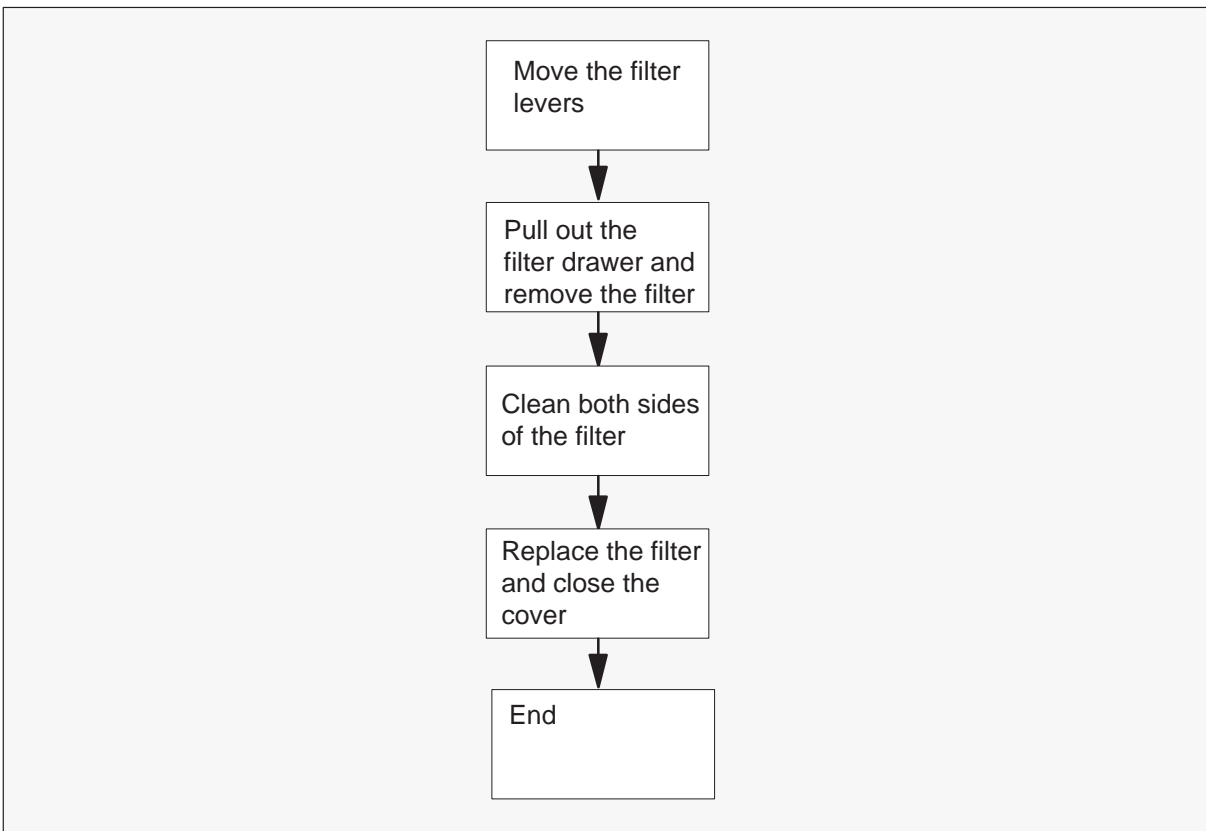 Move the filter
levers
Pull out the
filter drawer and
remove the filter
Clean both sides
of the filter
Replace the filter
and close the
cover
End